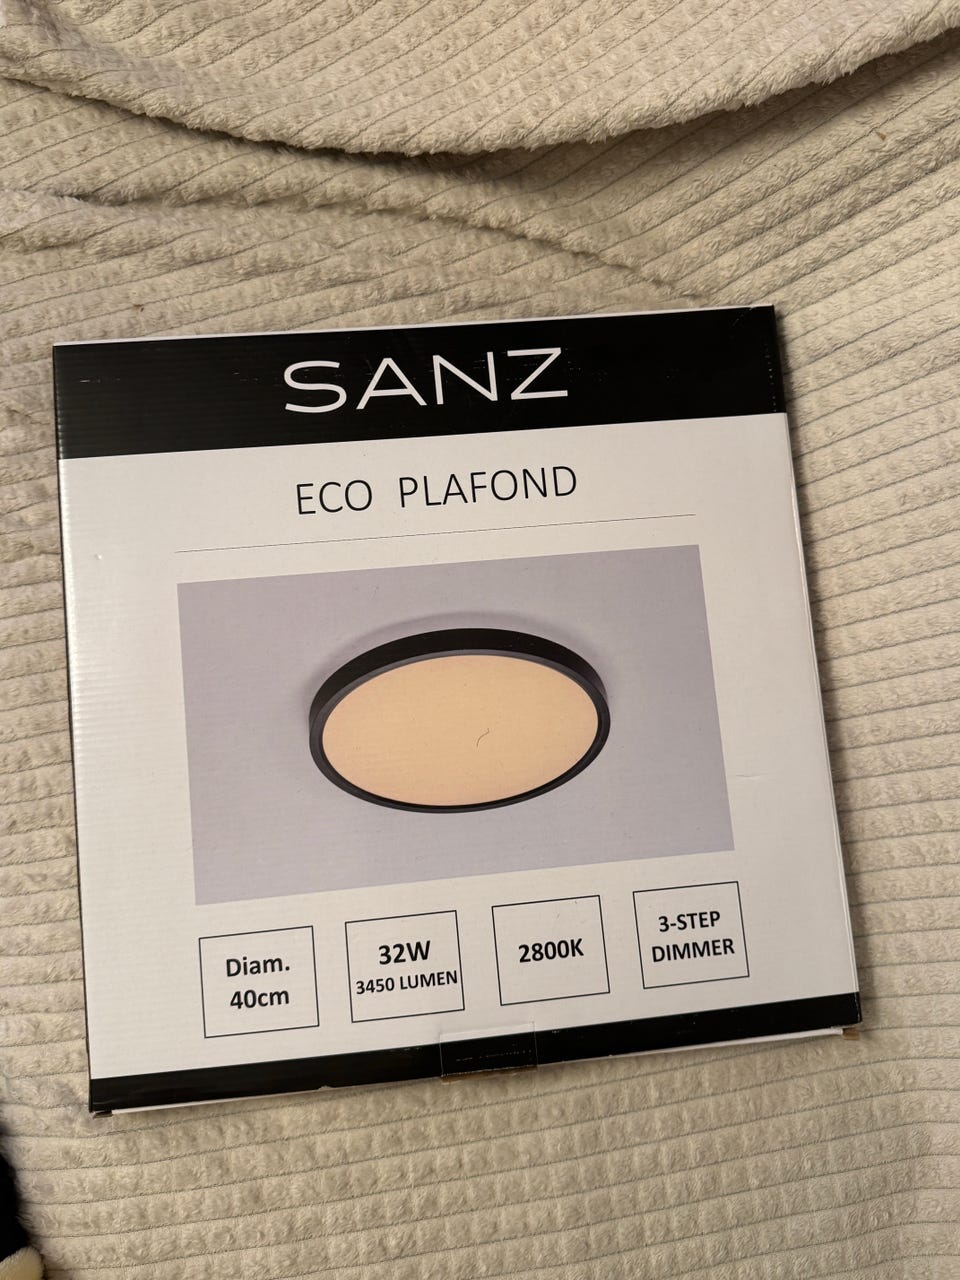 SANZ
ECO PLAFOND
Diam.
40cm
32W
3450 LUMEN
2800K
3-STEP
DIMMER